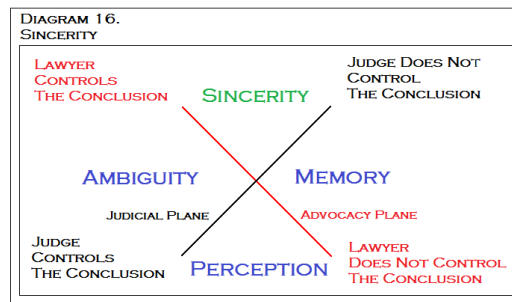 DIAGRAM 16.
SINCERITY
LAWYER
CONTROLS
THE CONCLUSION
SINCERITY
JUDGE DOES NOT
CONTROL
THE CONCLUSION
AMBIGUITY
MEMORY
JUDICIAL PLANE
ADVOCACY PLANE
JUDGE
CONTROLS
THE CONCLUSION
PERCEPTION
LAWYER
DOES NOT CONTROL
THE CONCLUSION